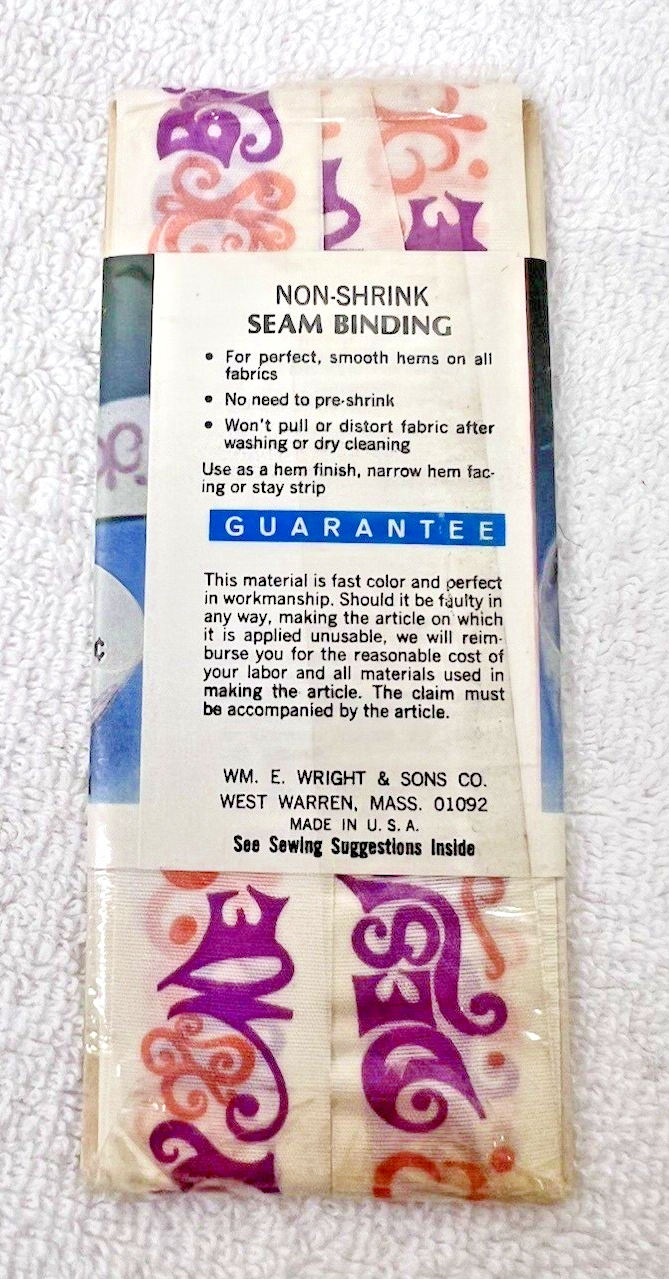 NON-SHRINK
SEAM BINDING
• For perfect, smooth hems on all
fabrics
• No need to pre-shrink
• Won't pull or distort fabric after
washing or dry cleaning
Use as a hem finish, narrow hem fac-
ing or stay strip
GUARANTEE
This material is fast color and perfect
in workmanship. Should it be faulty in
any way, making the article on which
it is applied unusable, we will reim-
burse you for the reasonable cost of
your labor and all materials used in
making the article. The claim must
be accompanied by the article.
WM. E. WRIGHT & SONS CO.
WEST WARREN, MASS. 01092
MADE IN U.S.A.
See Sewing Suggestions Inside
¢